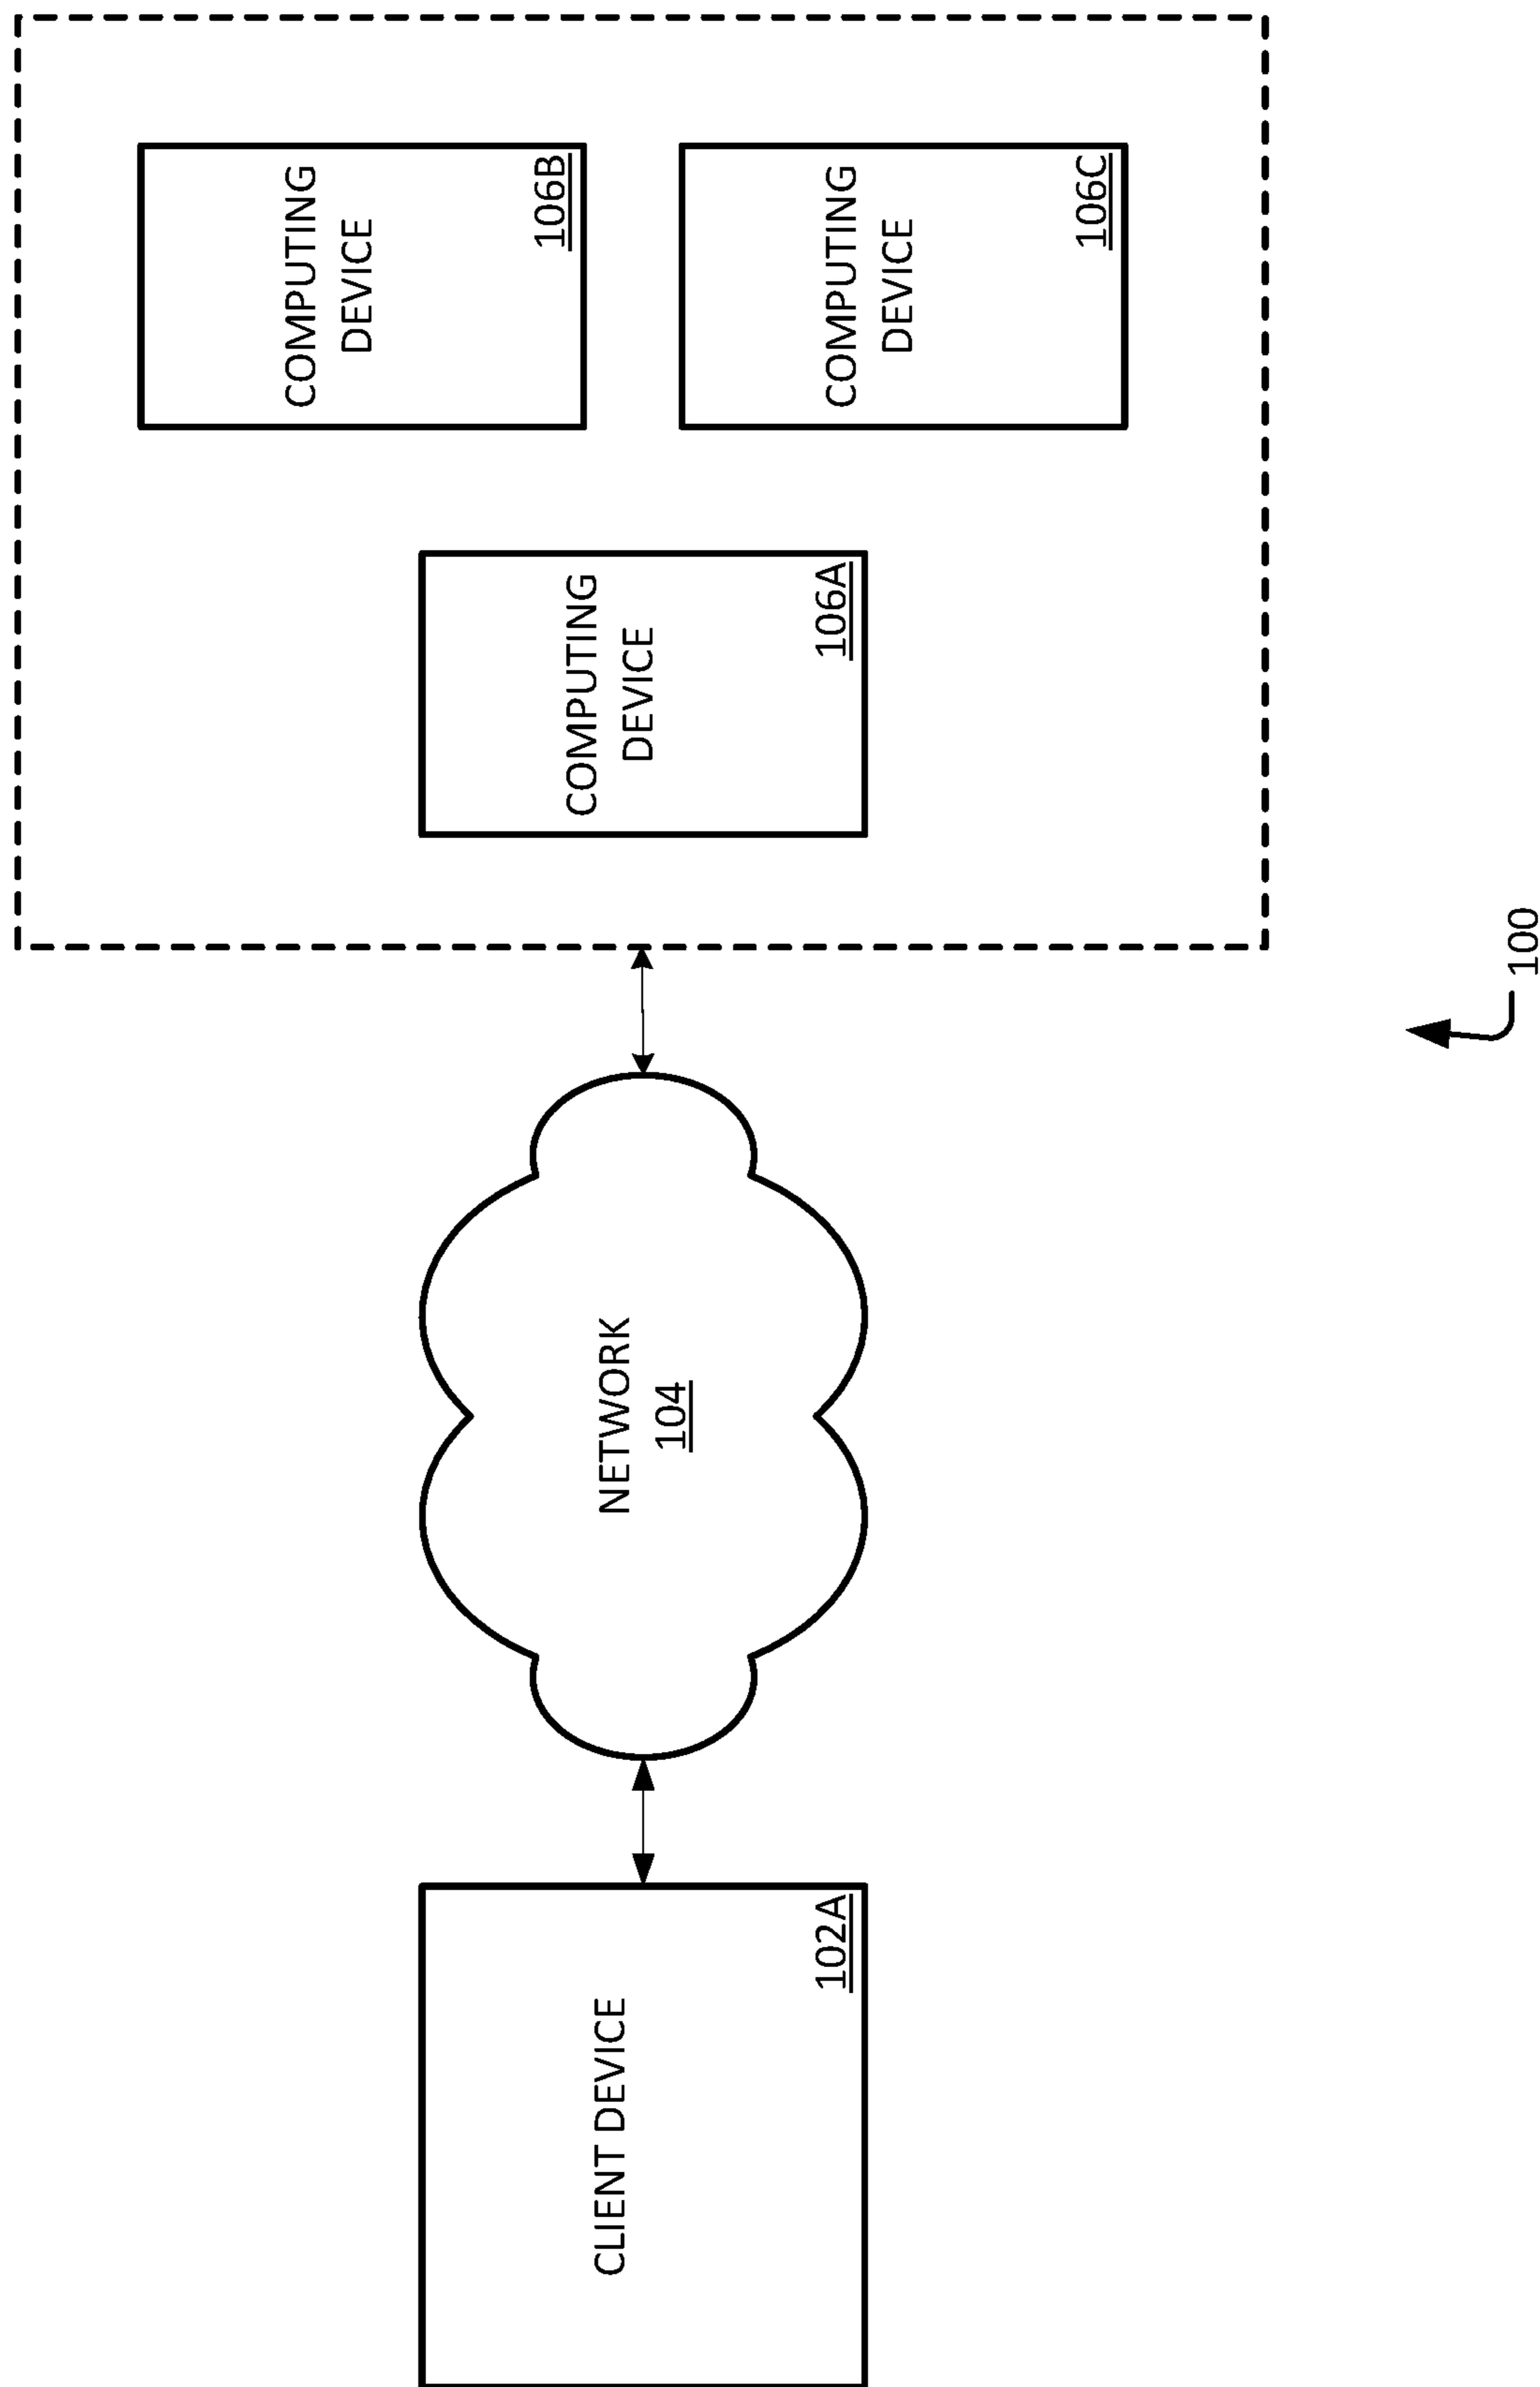 CLIENT DEVICE
102A
NETWORK
104
COMPUTING
DEVICE
106A
COMPUTING
DEVICE
106B
COMPUTING
DEVICE
106C
100